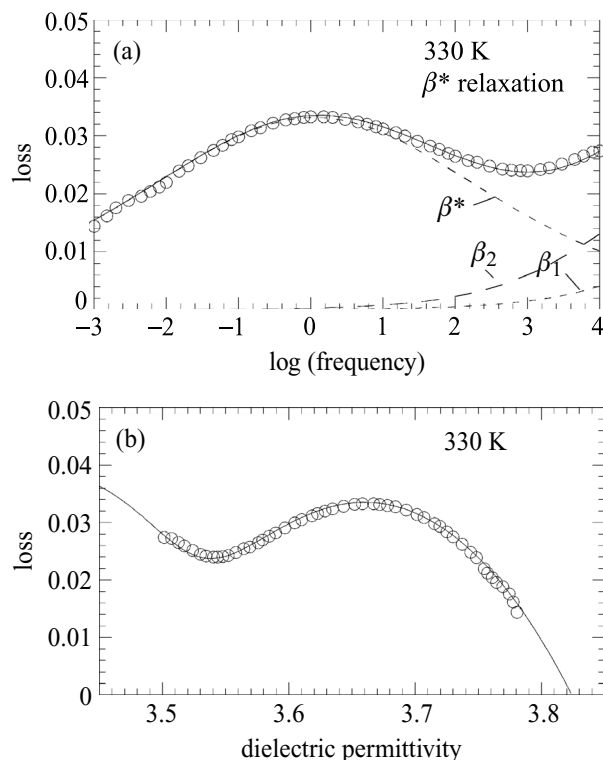 0.05
(a)
330 K
β* relaxation
0.04
0.03
loss
0.02
β*
0.01
β2
β1
0
−3 −2 −1 0 1 2 3 4
log (frequency)
0.05
(b)
330 K
0.04
0.03
loss
0.02
0.01
0
3.5 3.6 3.7 3.8
dielectric permittivity